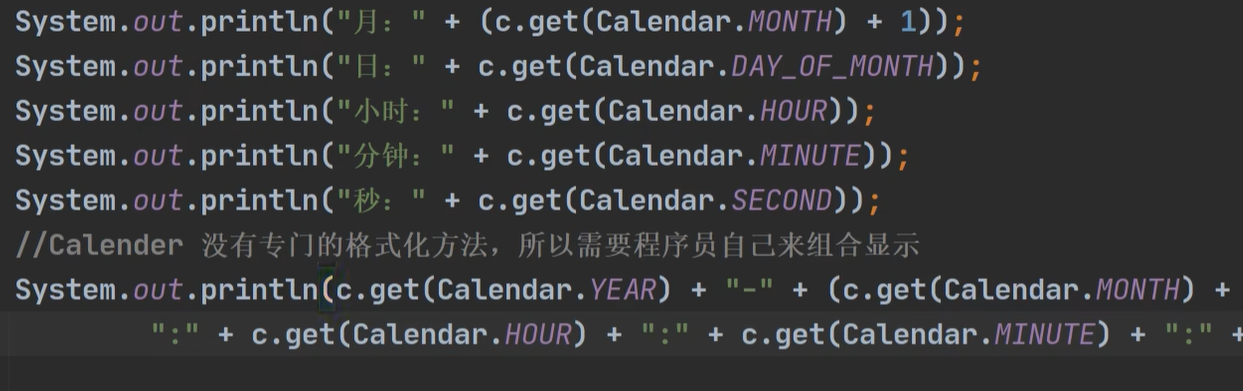 System.out.println("月：" + (c.get(Calendar.MONTH) + 1));
System.out.println("日：" + c.get(Calendar.DAY_OF_MONTH));
System.out.println("小时：" + c.get(Calendar.HOUR));
System.out.println("分钟：" + c.get(Calendar.MINUTE));
System.out.println("秒：" + c.get(Calendar.SECOND));
//Calender 没有专门的格式化方法，所以需要程序员自己来组合显示
System.out.println(c.get(Calendar.YEAR) + "-" + (c.get(Calendar.MONTH) +
":" + c.get(Calendar.HOUR) + ":" + c.get(Calendar.MINUTE) + ":" +